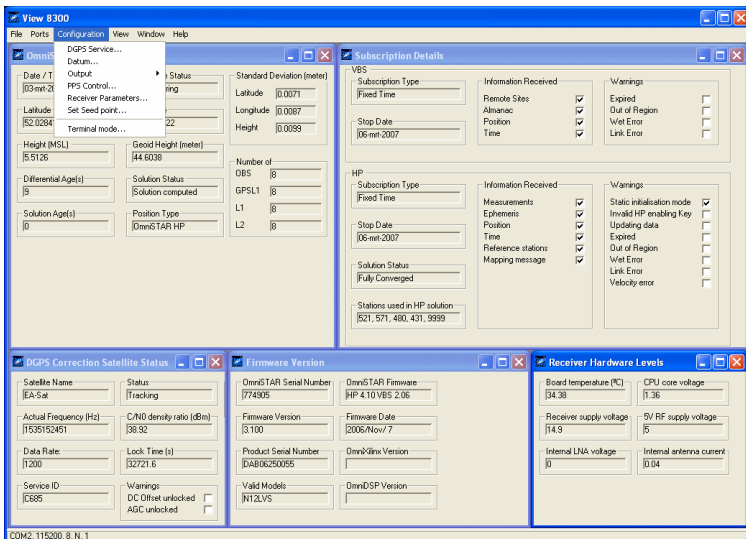 View 8300
File Ports Configuration View Window Help
DGPS Service...
Datum...
Output
PPS Control...
Receiver Parameters...
Set Seed point...
Terminal mode...
Date / T
Status
03-mrt-20
ring
Latitude
52.0284
22
Height (MSL)
Geoid Height (meter)
5.5126
44.6038
Differential Age(s)
Solution Status
9
Solution computed
Solution Age(s)
Position Type
0
OmniSTAR HP
Standard Deviation (meter)
Latitude 0.0071
Longitude 0.0087
Height 0.0099
Number of
OBS 8
GPSL1 8
L1 8
L2 8
Subscription Details
VBS
Subscription Type
Fixed Time
Stop Date
06-mrt-2007
Information Received
Remote Sites
Almanac
Position
Time
Warnings
Expired
Out of Region
Wet Error
Link Error
HP
Subscription Type
Fixed Time
Stop Date
06-mrt-2007
Solution Status
Fully Converged
Stations used in HP solution
521, 571, 480, 431, 9999
Information Received
Measurements
Ephemeris
Position
Time
Reference stations
Mapping message
Warnings
Static initialisation mode
Invalid HP enabling Key
Updating data
Expired
Out of Region
Wet Error
Link Error
Velocity error
DGPS Correction Satellite Status
Satellite Name
Status
EA-Sat
Tracking
Actual Frequency (Hz)
C/N0 density ratio (dBm)
1535152451
38.92
Data Rate:
Lock Time (s)
1200
32721.6
Service ID
Warnings
C685
DC Offset unlocked
AGC unlocked
Firmware Version
OmniSTAR Serial Number
OmniSTAR Firmware
774905
HP 4.10 VBS 2.06
Firmware Version
Firmware Date
3.100
2006/Nov/ 7
Product Serial Number
OmniXilinx Version
DAB06250055
Valid Models
OmniDSP Version
N12LVS
Receiver Hardware Levels
Board temperature (ºC)
CPU core voltage
34.38
1.36
Receiver supply voltage
5V RF supply voltage
14.9
5
Internal LNA voltage
Internal antenna current
0
0.04
COM2, 115200, 8, N, 1